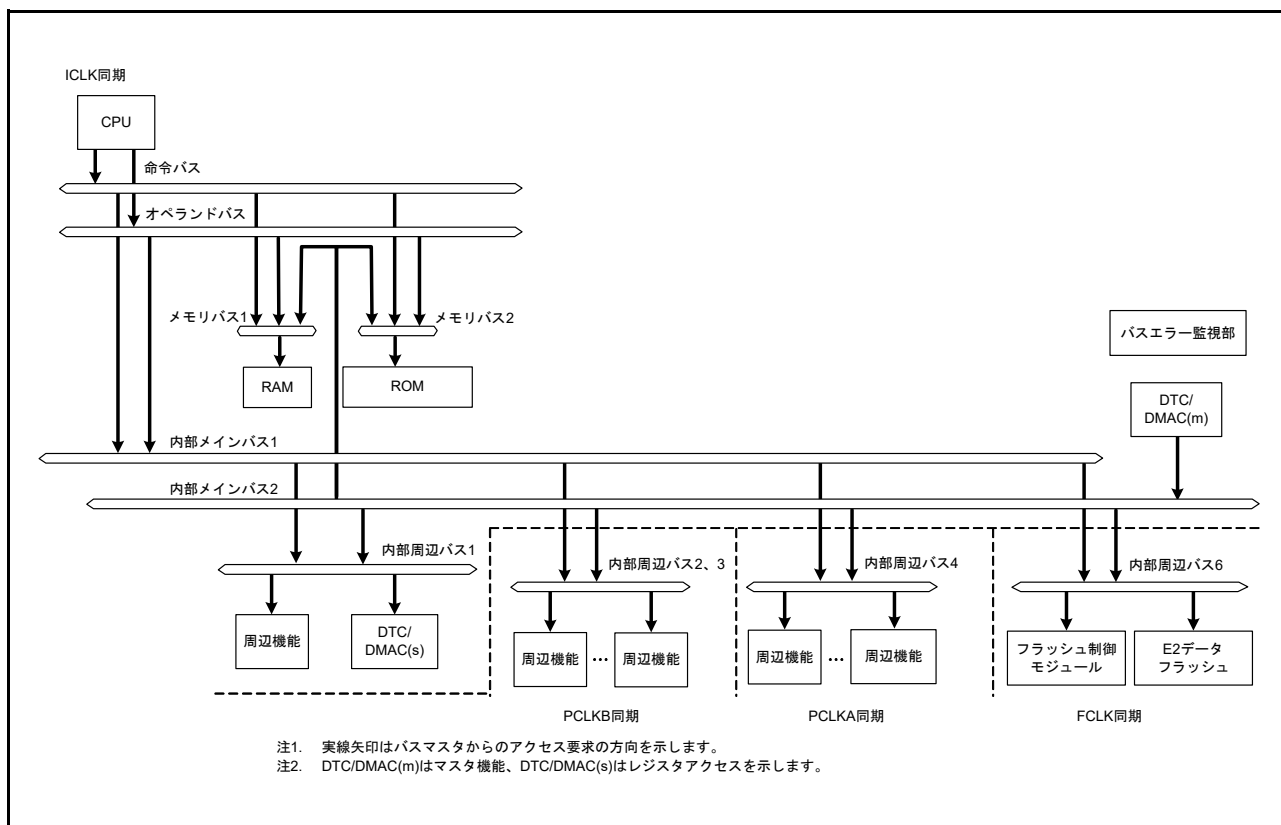 ICLK同期
CPU
命令バス
オペランドバス
メモリバス1
メモリバス2
バスエラー監視部
RAM
ROM
DTC/
DMAC(m)
内部メインバス1
内部メインバス2
内部周辺バス1
内部周辺バス2、3
内部周辺バス4
内部周辺バス6
周辺機能
DTC/
DMAC(s)
周辺機能
…
周辺機能
周辺機能
…
周辺機能
フラッシュ制御
モジュール
E2データ
フラッシュ
PCLKB同期
PCLKA同期
FCLK同期
注1. 実線矢印はバスマスタからのアクセス要求の方向を示します。
注2. DTC/DMAC(m)はマスタ機能、DTC/DMAC(s)はレジスタアクセスを示します。